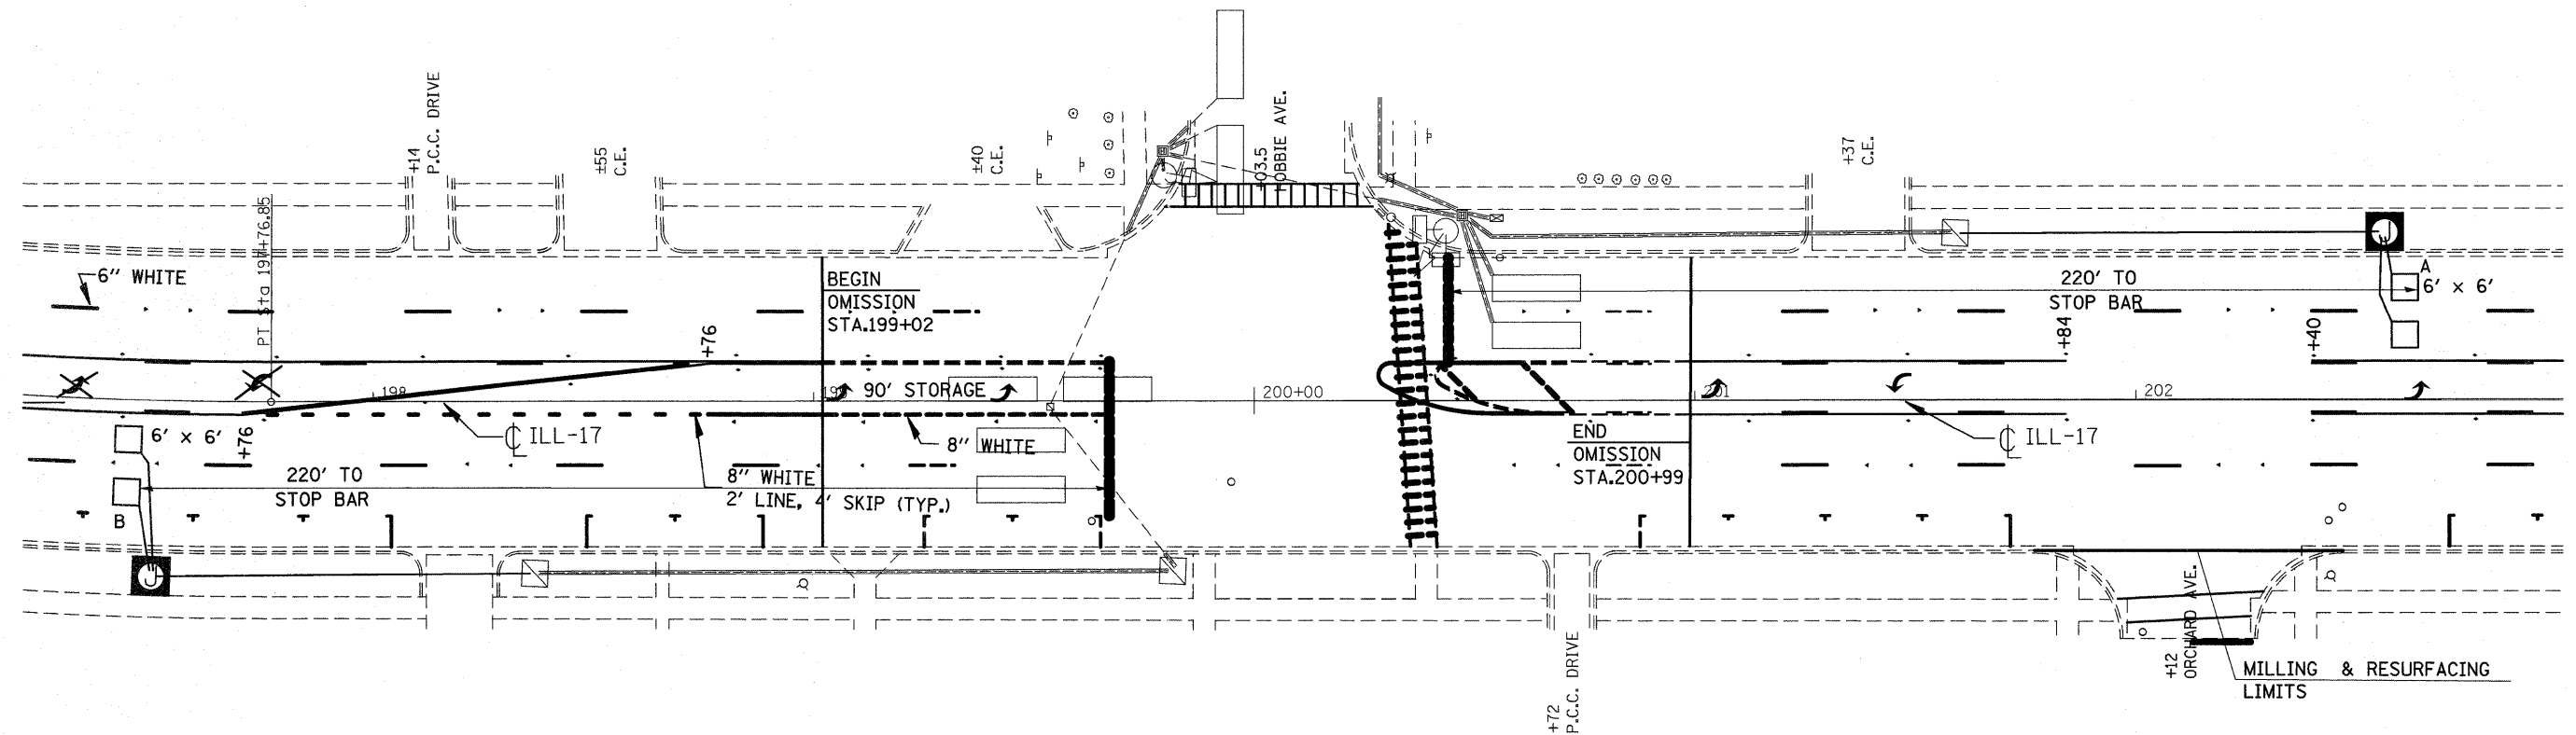 +14
P.C.C. DRIVE
±55
C.E.
±40
C.E.
+03.5
HOBBIE AVE.
+37
C.E.
6" WHITE
PT Sta 197+76.85
BEGIN
OMISSION
STA.199+02
220' TO
STOP BAR
A
6' x 6'
+76
+84
+40
198
199
90' STORAGE
200+00
201
202
6' x 6'
+76
℄ ILL-17
8" WHITE
END
OMISSION
STA.200+99
℄ ILL-17
220' TO
STOP BAR
8" WHITE
2' LINE, 4' SKIP (TYP.)
B
J
J
+72
P.C.C. DRIVE
+12
ORCHARD AVE.
MILLING & RESURFACING
LIMITS